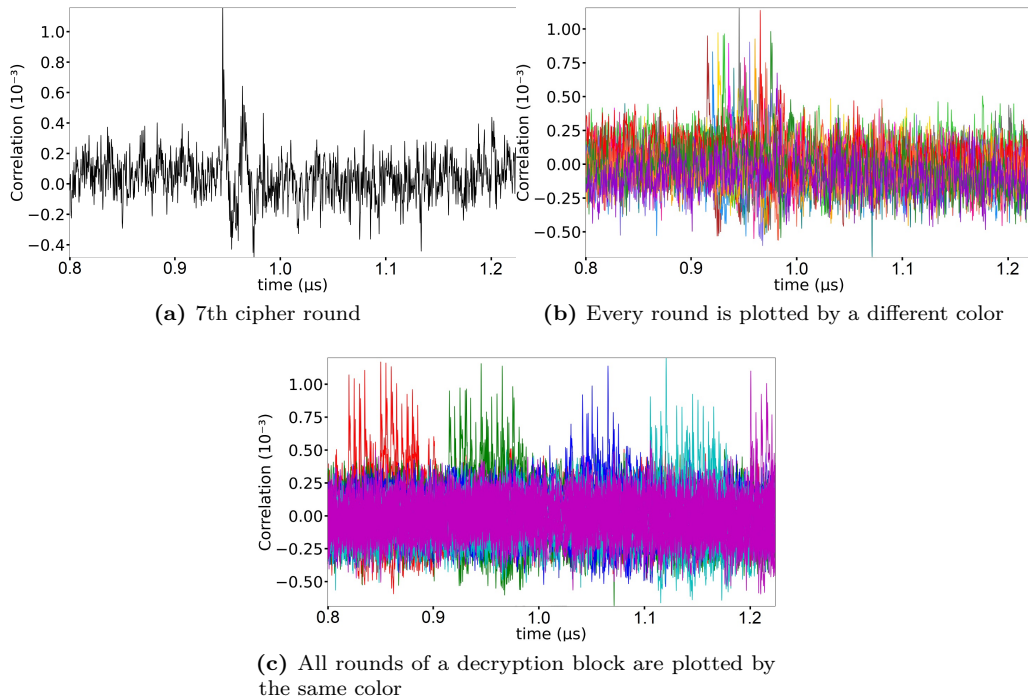 1.0
0.8
0.6
0.4
0.2
0.0
−0.2
−0.4
Correlation (10⁻³)
0.8 0.9 1.0 1.1 1.2
time (μs)
(a) 7th cipher round
1.00
0.75
0.50
0.25
0.00
−0.25
−0.50
Correlation (10⁻³)
0.8 0.9 1.0 1.1 1.2
time (μs)
(b) Every round is plotted by a different color
1.00
0.75
0.50
0.25
0.00
−0.25
−0.50
Correlation (10⁻³)
0.8 0.9 1.0 1.1 1.2
time (μs)
(c) All rounds of a decryption block are plotted by
the same color